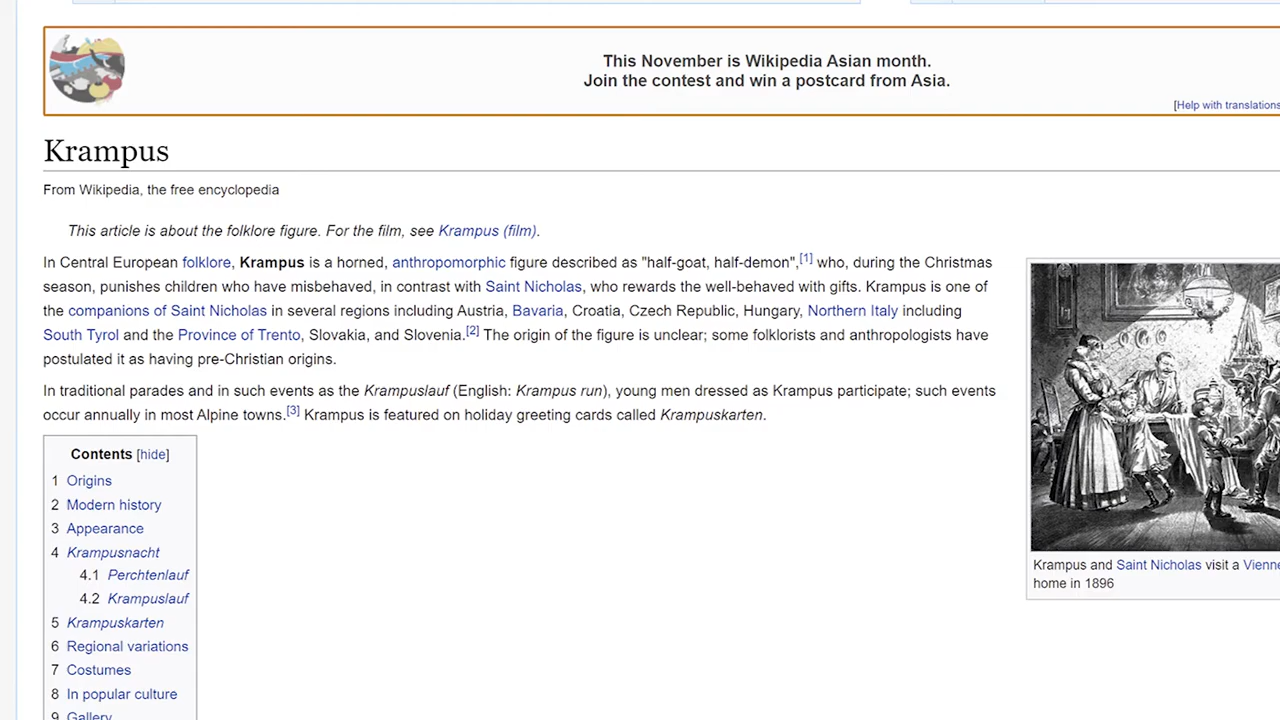 This November is Wikipedia Asian month.
Join the contest and win a postcard from Asia.
[Help with translations
Krampus
From Wikipedia, the free encyclopedia
This article is about the folklore figure. For the film, see Krampus (film).
In Central European folklore, Krampus is a horned, anthropomorphic figure described as "half-goat, half-demon",[1] who, during the Christmas
season, punishes children who have misbehaved, in contrast with Saint Nicholas, who rewards the well-behaved with gifts. Krampus is one of
the companions of Saint Nicholas in several regions including Austria, Bavaria, Croatia, Czech Republic, Hungary, Northern Italy including
South Tyrol and the Province of Trento, Slovakia, and Slovenia.[2] The origin of the figure is unclear; some folklorists and anthropologists have
postulated it as having pre-Christian origins.
In traditional parades and in such events as the Krampuslauf (English: Krampus run), young men dressed as Krampus participate; such events
occur annually in most Alpine towns.[3] Krampus is featured on holiday greeting cards called Krampuskarten.
Contents [hide]
1 Origins
2 Modern history
3 Appearance
4 Krampusnacht
4.1 Perchtenlauf
4.2 Krampuslauf
5 Krampuskarten
6 Regional variations
7 Costumes
8 In popular culture
9 Gallery
Krampus and Saint Nicholas visit a Vienne
home in 1896